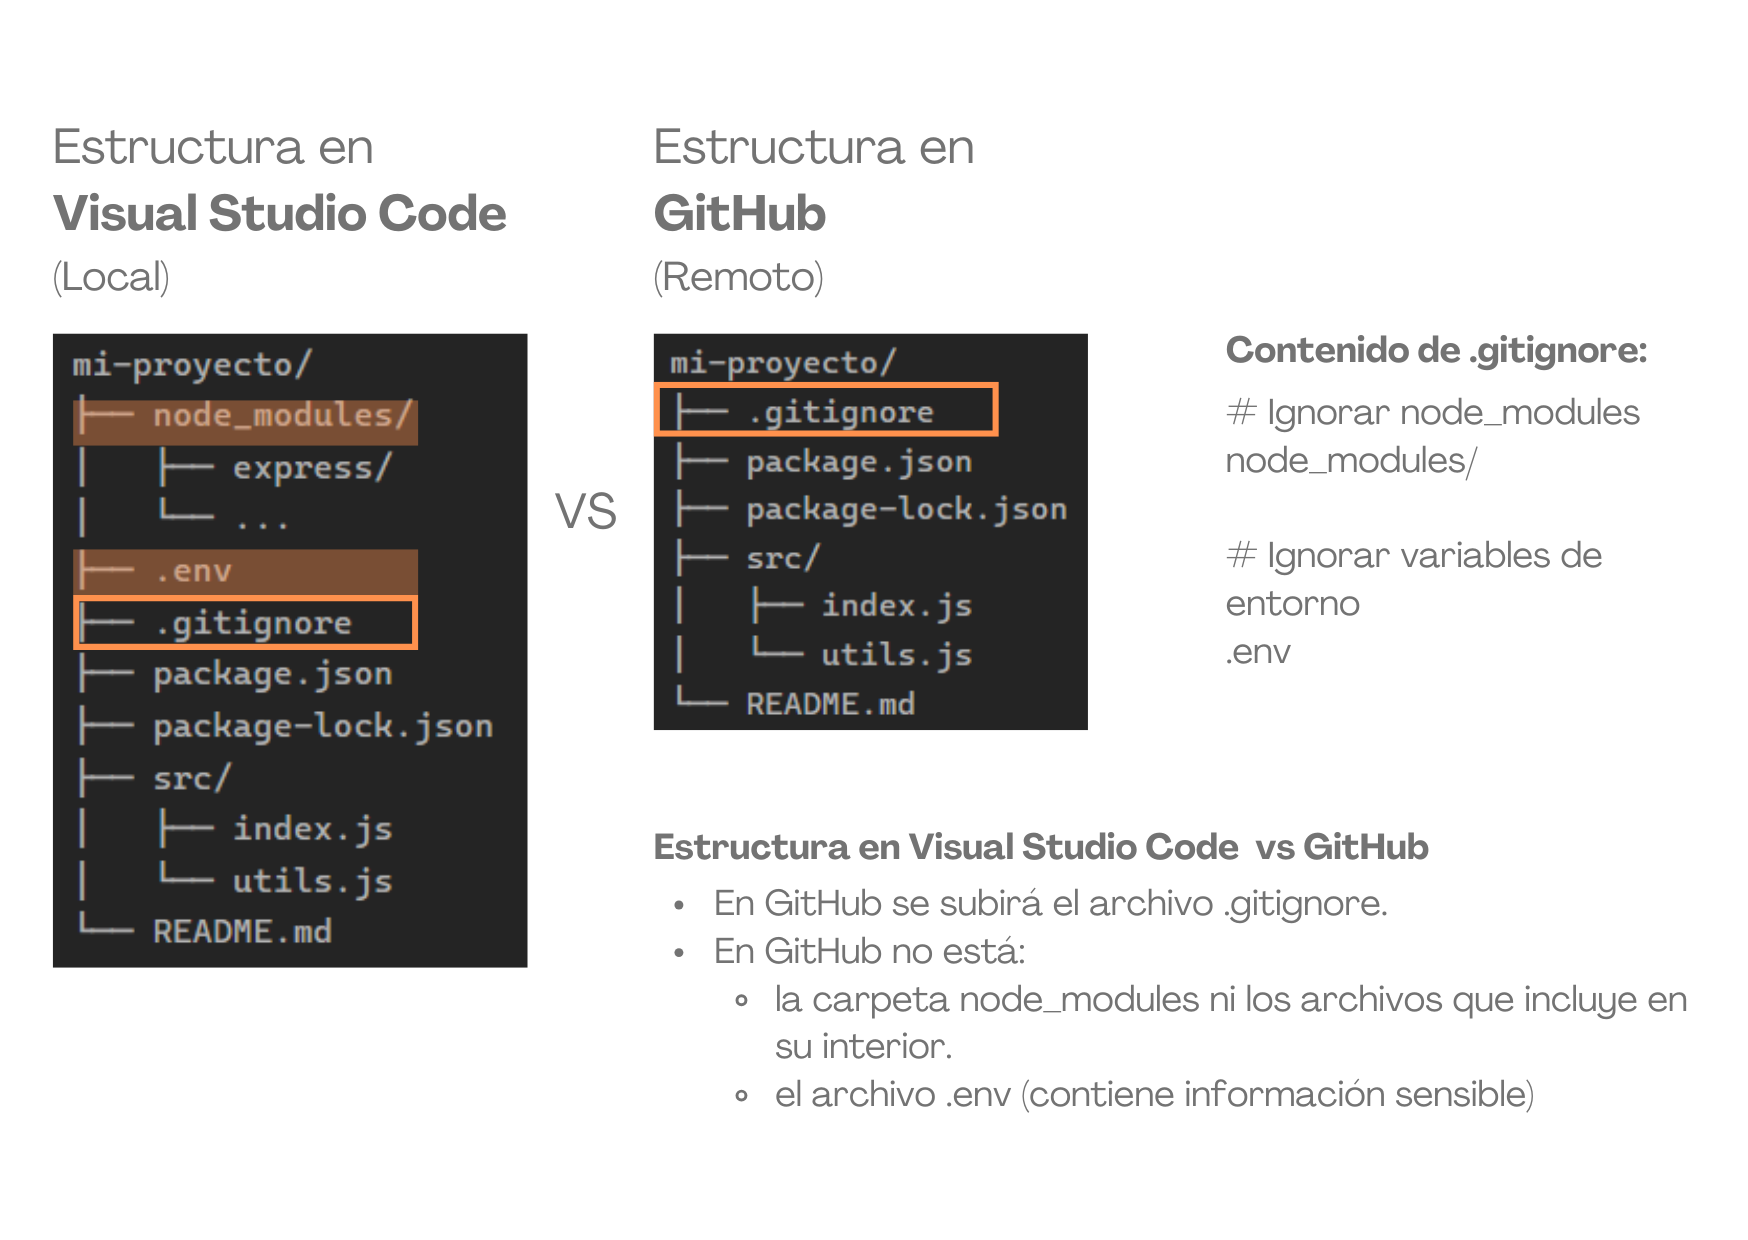 Estructura en
Visual Studio Code
(Local)
mi-proyecto/
├── node_modules/
│   ├── express/
│   └── ...
├── .env
├── .gitignore
├── package.json
├── package-lock.json
├── src/
│   ├── index.js
│   └── utils.js
└── README.md
VS
Estructura en
GitHub
(Remoto)
mi-proyecto/
├── .gitignore
├── package.json
├── package-lock.json
├── src/
│   ├── index.js
│   └── utils.js
└── README.md
Contenido de .gitignore:
# Ignorar node_modules
node_modules/
# Ignorar variables de
entorno
.env
Estructura en Visual Studio Code  vs GitHub
• En GitHub se subirá el archivo .gitignore.
• En GitHub no está:
◦ la carpeta node_modules ni los archivos que incluye en
su interior.
◦ el archivo .env (contiene información sensible)